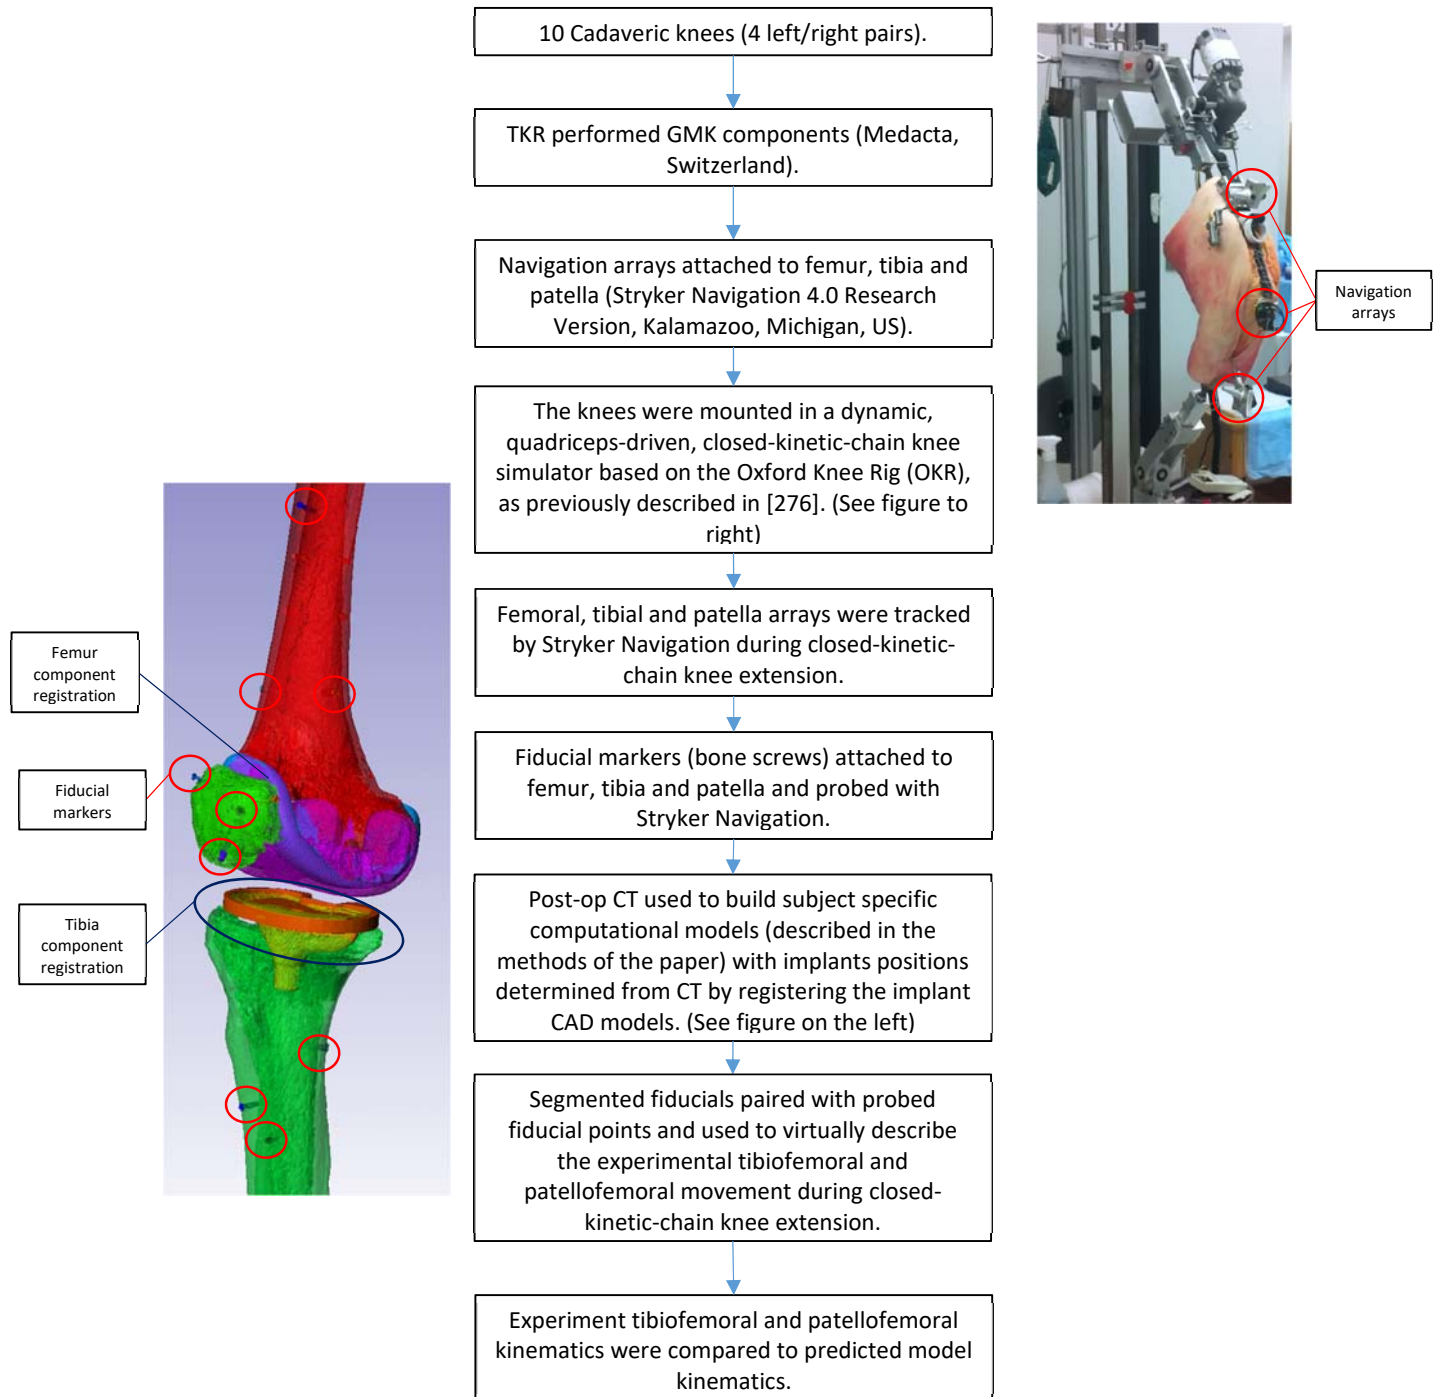 10 Cadaveric knees (4 left/right pairs).
TKR performed GMK components (Medacta,
Switzerland).
Navigation arrays attached to femur, tibia and
patella (Stryker Navigation 4.0 Research
Version, Kalamazoo, Michigan, US).
Navigation
arrays
The knees were mounted in a dynamic,
quadriceps-driven, closed-kinetic-chain knee
simulator based on the Oxford Knee Rig (OKR),
as previously described in [276]. (See figure to
right)
Femoral, tibial and patella arrays were tracked
by Stryker Navigation during closed-kinetic-
chain knee extension.
Femur
component
registration
Fiducial markers (bone screws) attached to
femur, tibia and patella and probed with
Stryker Navigation.
Fiducial
markers
Tibia
component
registration
Post-op CT used to build subject specific
computational models (described in the
methods of the paper) with implants positions
determined from CT by registering the implant
CAD models. (See figure on the left)
Segmented fiducials paired with probed
fiducial points and used to virtually describe
the experimental tibiofemoral and
patellofemoral movement during closed-
kinetic-chain knee extension.
Experiment tibiofemoral and patellofemoral
kinematics were compared to predicted model
kinematics.